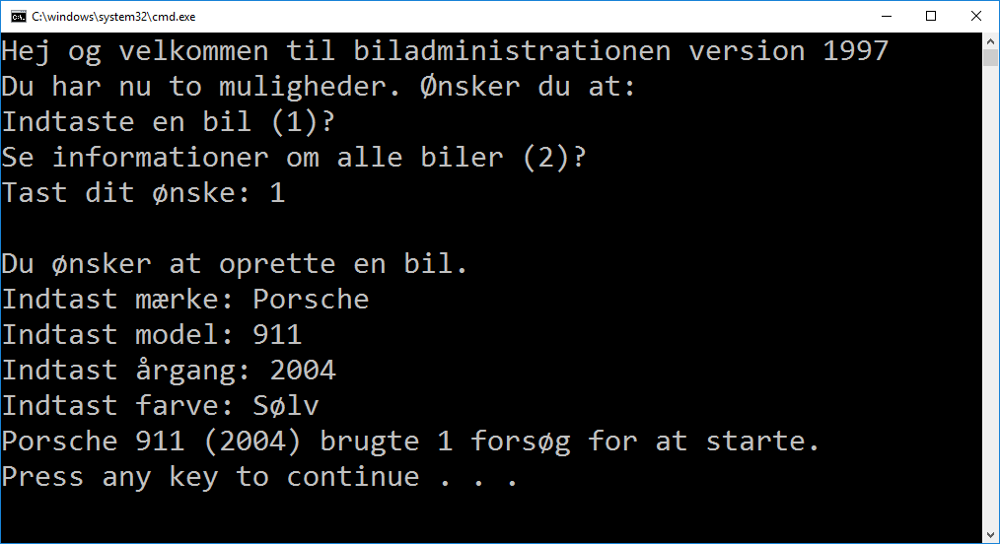 C:\windows\system32\cmd.exe
Hej og velkommen til biladministrationen version 1997
Du har nu to muligheder. Ønsker du at:
Indtaste en bil (1)?
Se informationer om alle biler (2)?
Tast dit ønske: 1
Du ønsker at oprette en bil.
Indtast mærke: Porsche
Indtast model: 911
Indtast årgang: 2004
Indtast farve: Sølv
Porsche 911 (2004) brugte 1 forsøg for at starte.
Press any key to continue . . .